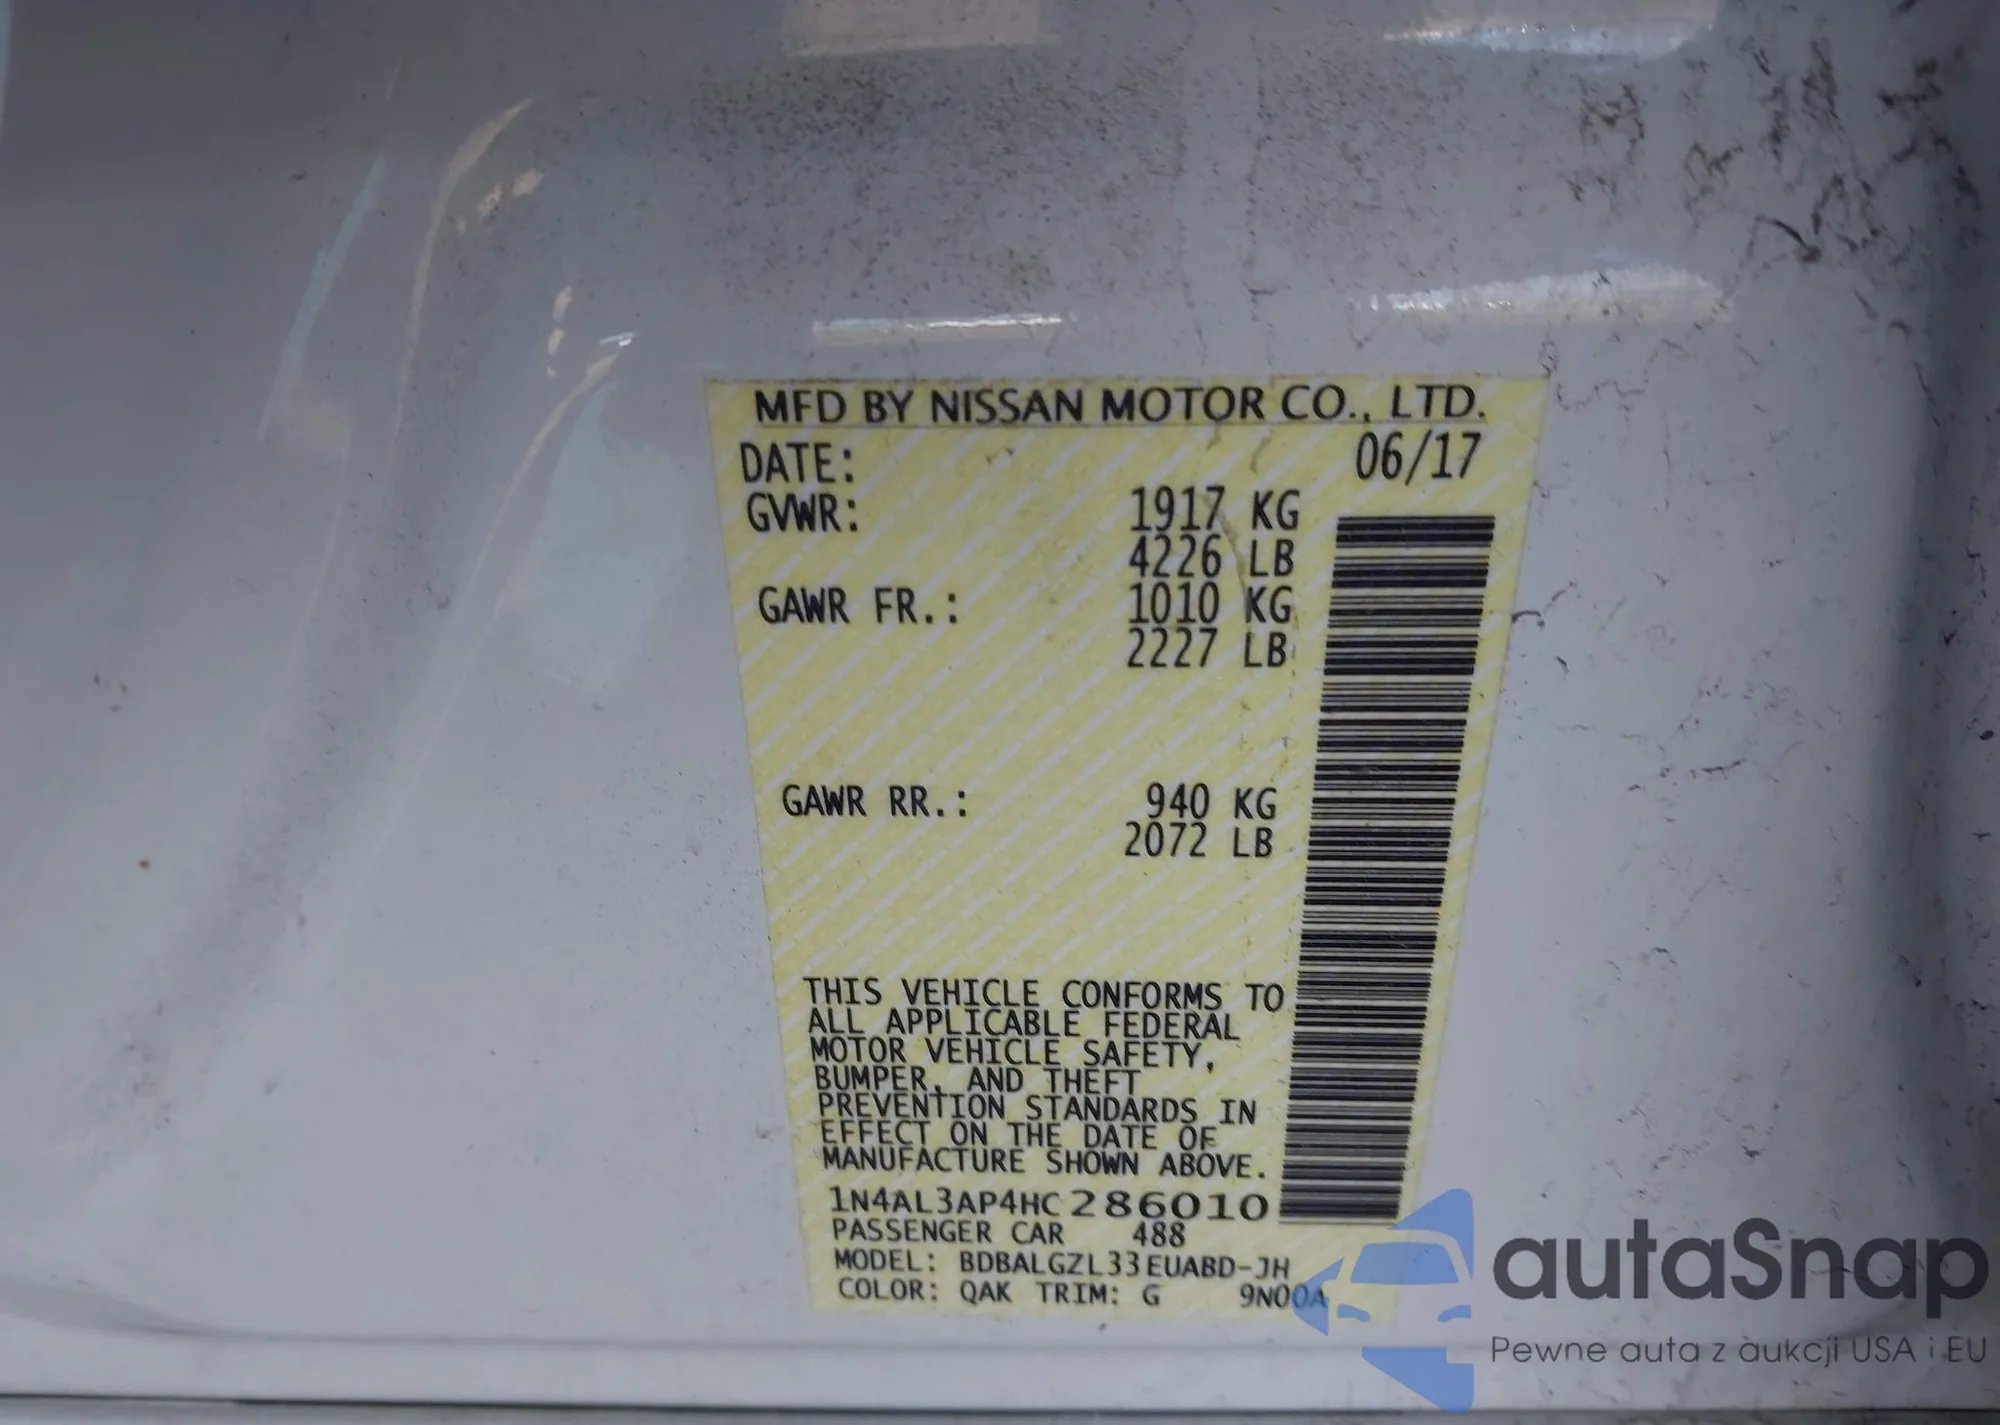 MFD BY NISSAN MOTOR CO., LTD.
DATE: 06/17
GVWR: 1917 KG
4226 LB
GAWR FR.: 1010 KG
2227 LB
GAWR RR.: 940 KG
2072 LB
THIS VEHICLE CONFORMS TO
ALL APPLICABLE FEDERAL
MOTOR VEHICLE SAFETY,
BUMPER, AND THEFT
PREVENTION STANDARDS IN
EFFECT ON THE DATE OF
MANUFACTURE SHOWN ABOVE.
1N4AL3AP4HC286010
PASSENGER CAR 488
MODEL: BDBALGZL33EUABD-JH
COLOR: QAK TRIM: G 9N00A
autaSnap
Pewne auta z aukcji USA i EU